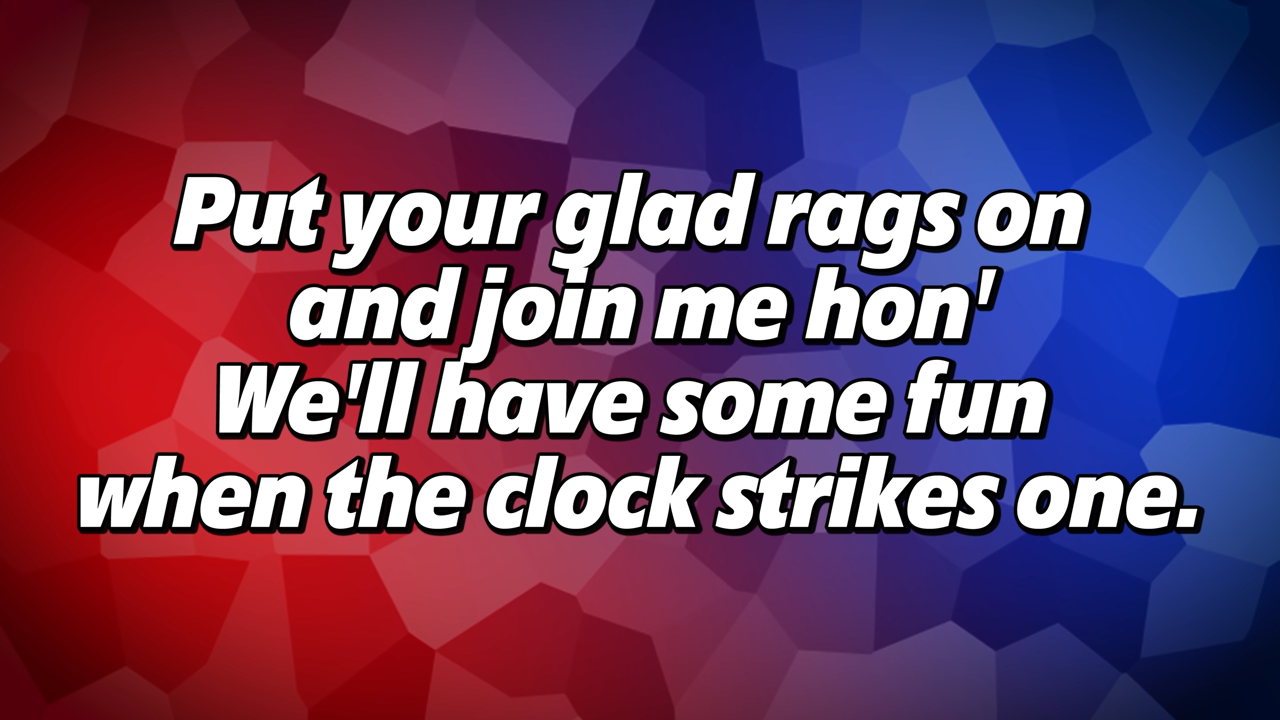 Put your glad rags on
and join me hon'
We'll have some fun
when the clock strikes one.